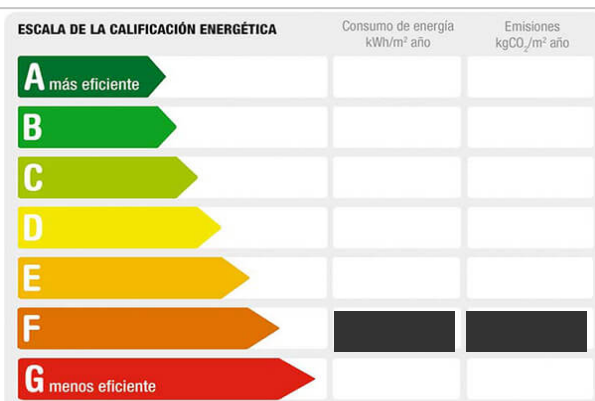 ESCALA DE LA CALIFICACIÓN ENERGÉTICA
Consumo de energía
kWh/m² año
Emisiones
kgCO₂/m² año
A más eficiente
B
C
D
E
F
G menos eficiente